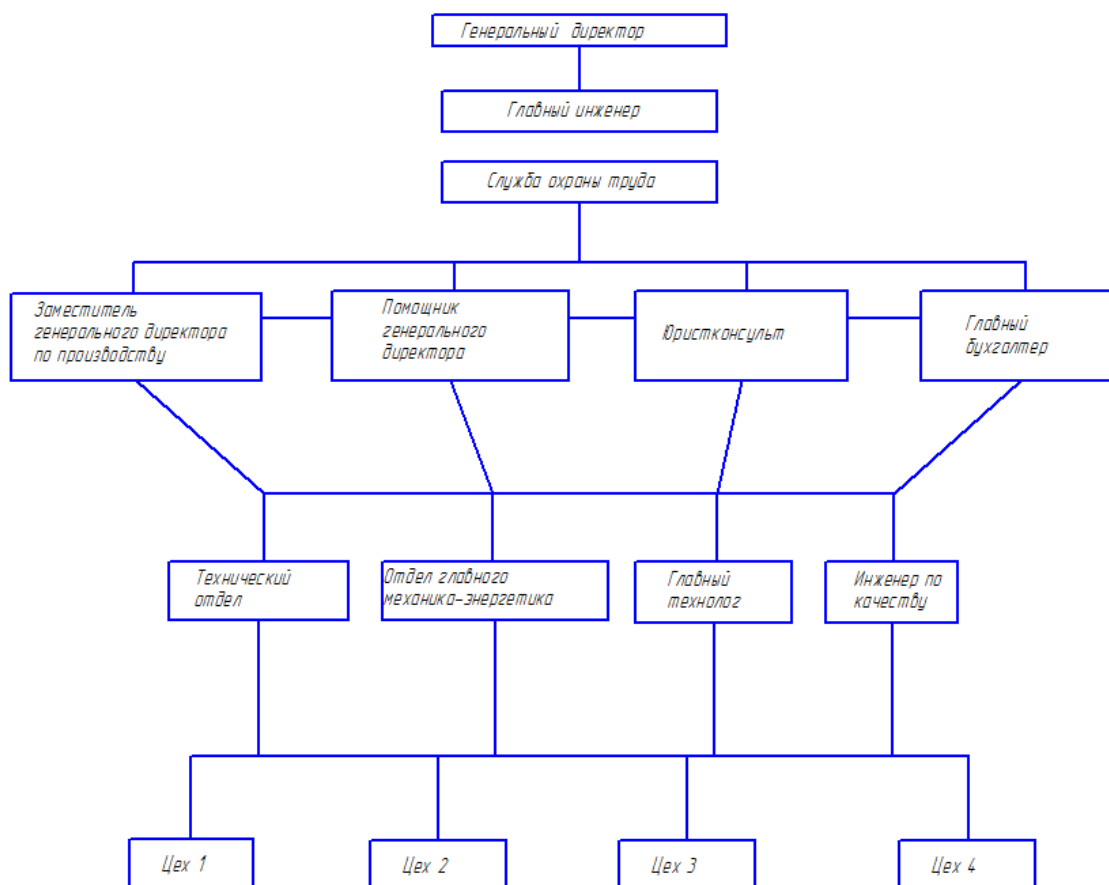 Генеральный директор
Главный инженер
Служба охраны труда
Заместитель
генерального директора
по производству
Помощник
генерального
директора
Юристконсульт
Главный
бухгалтер
Технический
отдел
Отдел главного
механика-энергетика
Главный
технолог
Инженер по
качеству
Цех 1
Цех 2
Цех 3
Цех 4